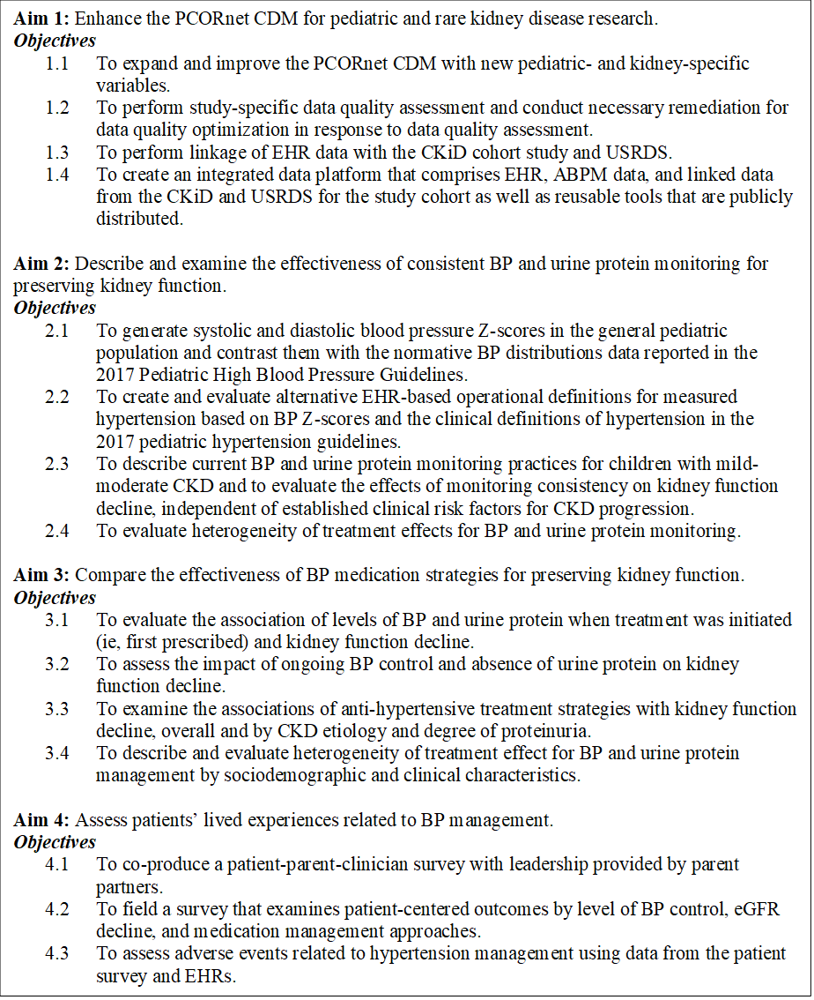 Aim 1: Enhance the PCORnet CDM for pediatric and rare kidney disease research.
Objectives
1.1 To expand and improve the PCORnet CDM with new pediatric- and kidney-specific
variables.
1.2 To perform study-specific data quality assessment and conduct necessary remediation for
data quality optimization in response to data quality assessment.
1.3 To perform linkage of EHR data with the CKiD cohort study and USRDS.
1.4 To create an integrated data platform that comprises EHR, ABPM data, and linked data
from the CKiD and USRDS for the study cohort as well as reusable tools that are publicly
distributed.
Aim 2: Describe and examine the effectiveness of consistent BP and urine protein monitoring for
preserving kidney function.
Objectives
2.1 To generate systolic and diastolic blood pressure Z-scores in the general pediatric
population and contrast them with the normative BP distributions data reported in the
2017 Pediatric High Blood Pressure Guidelines.
2.2 To create and evaluate alternative EHR-based operational definitions for measured
hypertension based on BP Z-scores and the clinical definitions of hypertension in the
2017 pediatric hypertension guidelines.
2.3 To describe current BP and urine protein monitoring practices for children with mild-
moderate CKD and to evaluate the effects of monitoring consistency on kidney function
decline, independent of established clinical risk factors for CKD progression.
2.4 To evaluate heterogeneity of treatment effects for BP and urine protein monitoring.
Aim 3: Compare the effectiveness of BP medication strategies for preserving kidney function.
Objectives
3.1 To evaluate the association of levels of BP and urine protein when treatment was initiated
(ie, first prescribed) and kidney function decline.
3.2 To assess the impact of ongoing BP control and absence of urine protein on kidney
function decline.
3.3 To examine the associations of anti-hypertensive treatment strategies with kidney function
decline, overall and by CKD etiology and degree of proteinuria.
3.4 To describe and evaluate heterogeneity of treatment effect for BP and urine protein
management by sociodemographic and clinical characteristics.
Aim 4: Assess patients’ lived experiences related to BP management.
Objectives
4.1 To co-produce a patient-parent-clinician survey with leadership provided by parent
partners.
4.2 To field a survey that examines patient-centered outcomes by level of BP control, eGFR
decline, and medication management approaches.
4.3 To assess adverse events related to hypertension management using data from the patient
survey and EHRs.